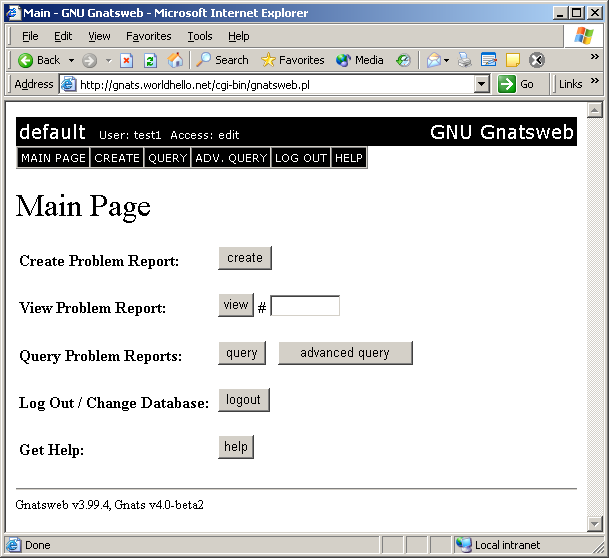 Main - GNU Gnatsweb - Microsoft Internet Explorer
File Edit View Favorites Tools Help
Back Search Favorites Media
Address http://gnats.worldhello.net/cgi-bin/gnatsweb.pl Go Links
default User: test1 Access: edit GNU Gnatsweb
MAIN PAGE CREATE QUERY ADV. QUERY LOG OUT HELP
Main Page
Create Problem Report: create
View Problem Report: view #
Query Problem Reports: query advanced query
Log Out / Change Database: logout
Get Help: help
Gnatsweb v3.99.4, Gnats v4.0-beta2
Done Local intranet